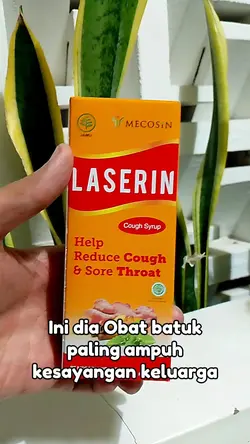 MECOSIN
LASERIN
Cough Syrup
Help
Reduce Cough
& Sore Throat
Ini dia Obat batuk
paling ampuh
kesayangan keluarga